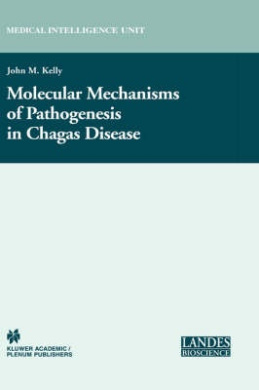 MEDICAL INTELLIGENCE UNIT
John M. Kelly
Molecular Mechanisms
of Pathogenesis
in Chagas Disease
KLUWER ACADEMIC /
PLENUM PUBLISHERS
LANDES
BIOSCIENCE